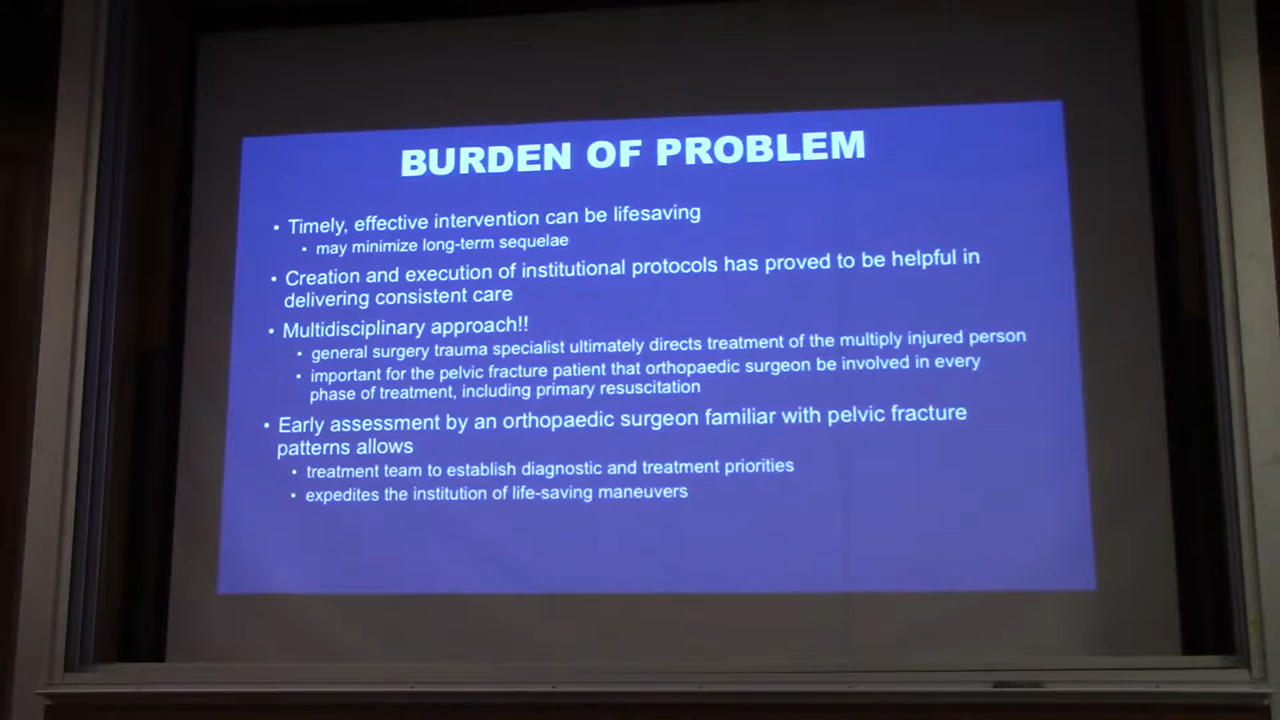 BURDEN OF PROBLEM
• Timely, effective intervention can be lifesaving
• may minimize long-term sequelae
• Creation and execution of institutional protocols has proved to be helpful in
delivering consistent care
• Multidisciplinary approach!!
• general surgery trauma specialist ultimately directs treatment of the multiply injured person
• important for the pelvic fracture patient that orthopaedic surgeon be involved in every
phase of treatment, including primary resuscitation
• Early assessment by an orthopaedic surgeon familiar with pelvic fracture
patterns allows
• treatment team to establish diagnostic and treatment priorities
• expedites the institution of life-saving maneuvers